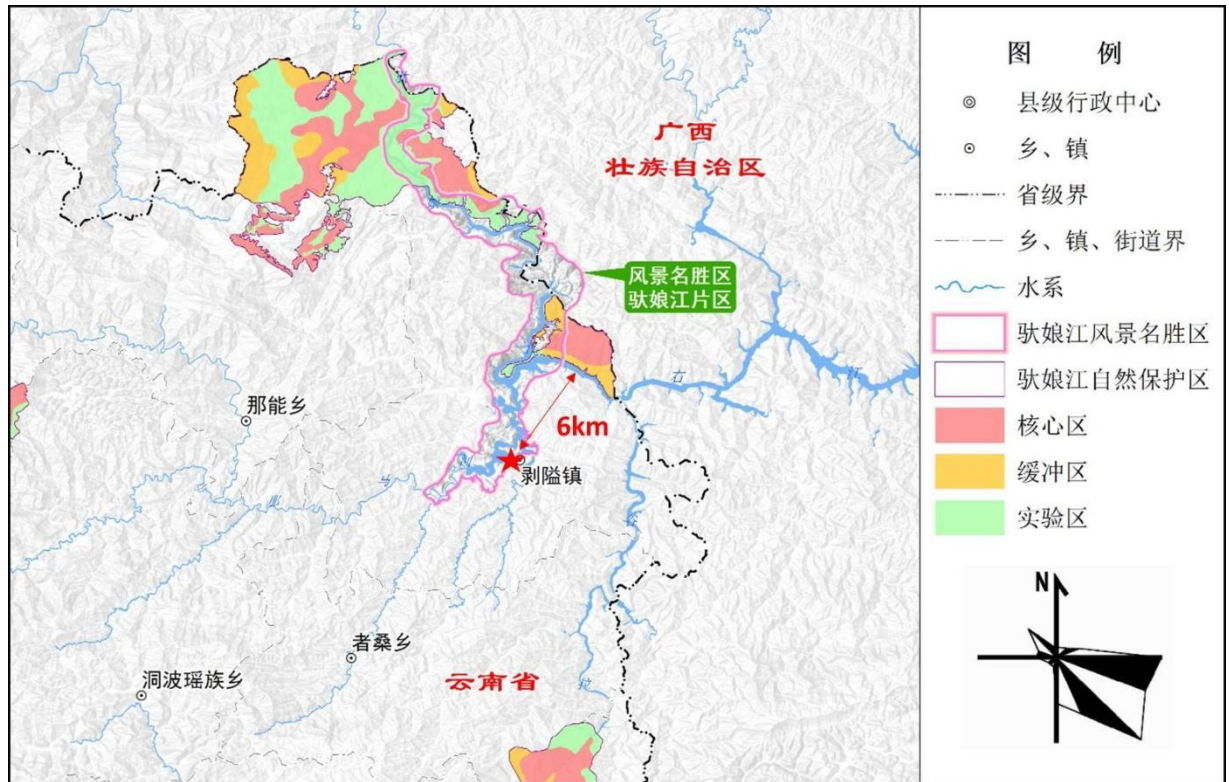 广西
壮族自治区
风景名胜区
驮娘江片区
右
江
那能乡
6km
剥隘镇
者桑乡
洞波瑶族乡
云南省
图 例
县级行政中心
乡、镇
省级界
乡、镇、街道界
水系
驮娘江风景名胜区
驮娘江自然保护区
核心区
缓冲区
实验区
N